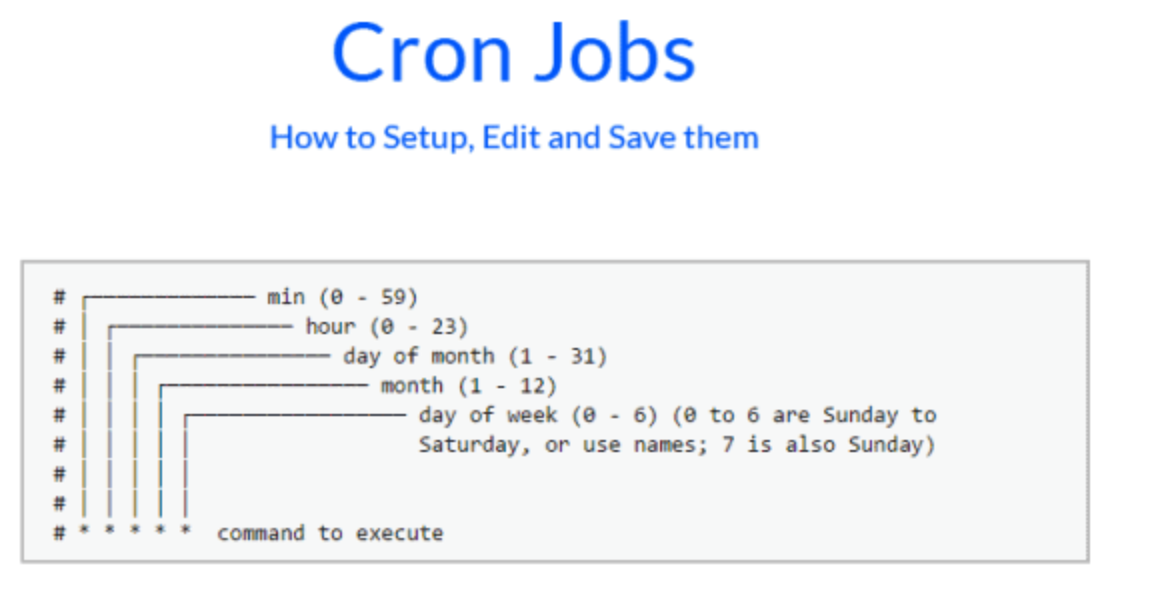 Cron Jobs
How to Setup, Edit and Save them
# ┌───────────── min (0 - 59)
# │ ┌────────────── hour (0 - 23)
# │ │ ┌─────────────── day of month (1 - 31)
# │ │ │ ┌──────────────── month (1 - 12)
# │ │ │ │ ┌───────────────── day of week (0 - 6) (0 to 6 are Sunday to
# │ │ │ │ │ Saturday, or use names; 7 is also Sunday)
# │ │ │ │ │
# │ │ │ │ │
# * * * * * command to execute